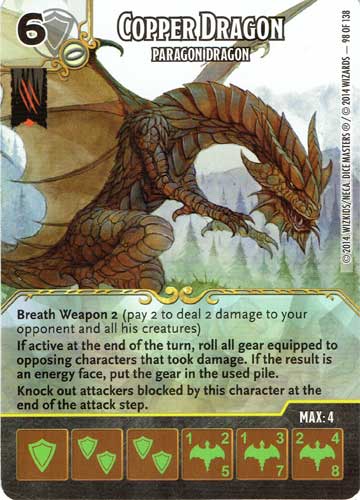 6
COPPER DRAGON
PARAGON DRAGON
©2014 WIZKIDS/NECA. DICE MASTERS ® / © 2014 WIZARDS — 98 OF 138
Breath Weapon 2 (pay 2 to deal 2 damage to your
opponent and all his creatures)
If active at the end of the turn, roll all gear equipped to
opposing characters that took damage. If the result is
an energy face, put the gear in the used pile.
Knock out attackers blocked by this character at the
end of the attack step.
MAX: 4
1 2 5
1 3 7
2 4 8